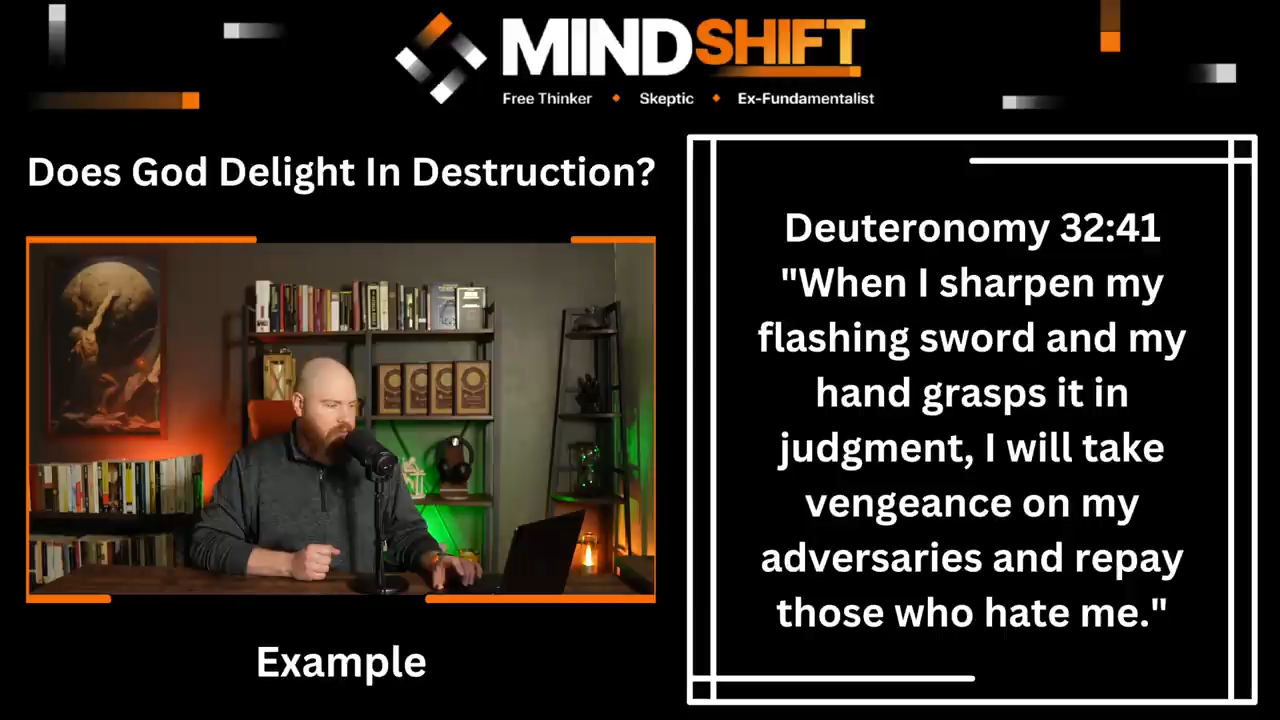 MINDSHIFT
Free Thinker ◆ Skeptic ◆ Ex-Fundamentalist
Does God Delight In Destruction?
Example
Deuteronomy 32:41
"When I sharpen my
flashing sword and my
hand grasps it in
judgment, I will take
vengeance on my
adversaries and repay
those who hate me."